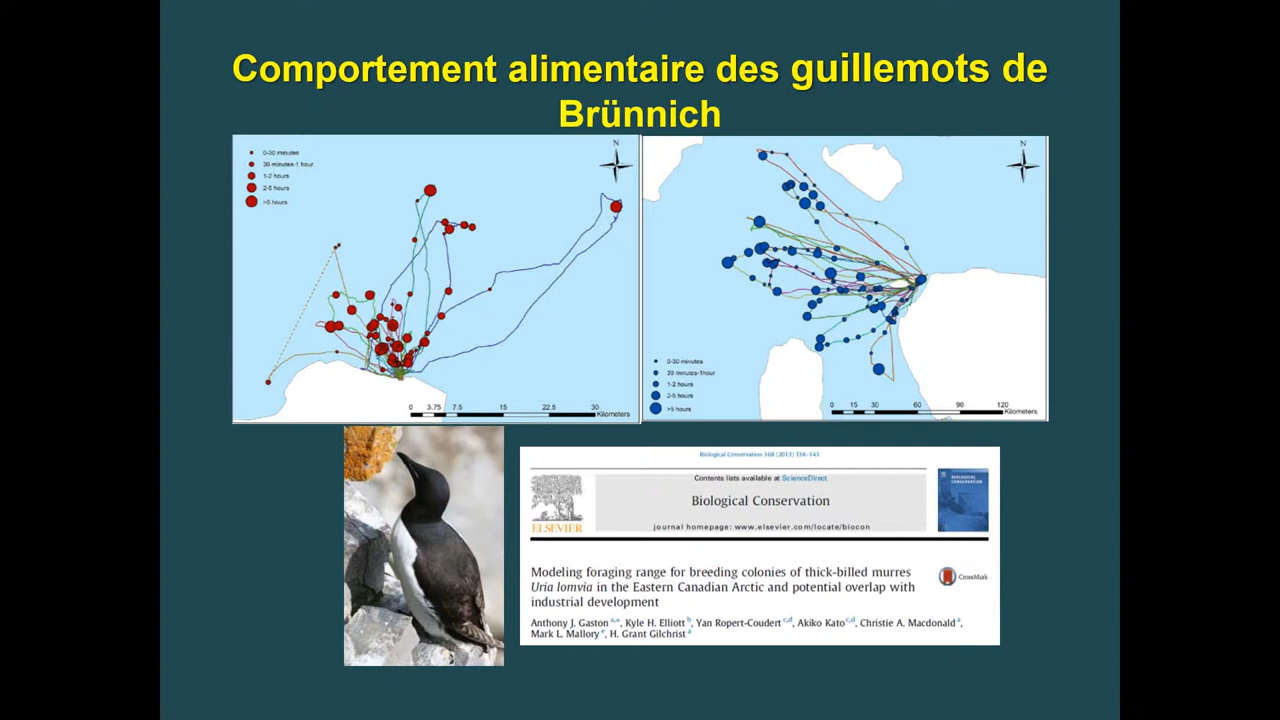 Comportement alimentaire des guillemots de
Brünnich
N
0-30 minutes
30 minutes-1 hour
1-2 hours
2-5 hours
>5 hours
0 3.75 7.5 15 22.5 30
Kilometers
N
0-30 minutes
30 minutes-1hour
1-2 hours
2-5 hours
>5 hours
0 15 30 60 90 120
Kilometers
Biological Conservation 168 (2013) 134–143
Contents lists available at ScienceDirect
Biological Conservation
journal homepage: www.elsevier.com/locate/biocon
ELSEVIER
BIOLOGICAL
CONSERVATION
Modeling foraging range for breeding colonies of thick-billed murres
Uria lomvia in the Eastern Canadian Arctic and potential overlap with
industrial development
CrossMark
Anthony J. Gaston a,*, Kyle H. Elliott b, Yan Ropert-Coudert c,d, Akiko Kato c,d, Christie A. Macdonald a,
Mark L. Mallory e, H. Grant Gilchrist a